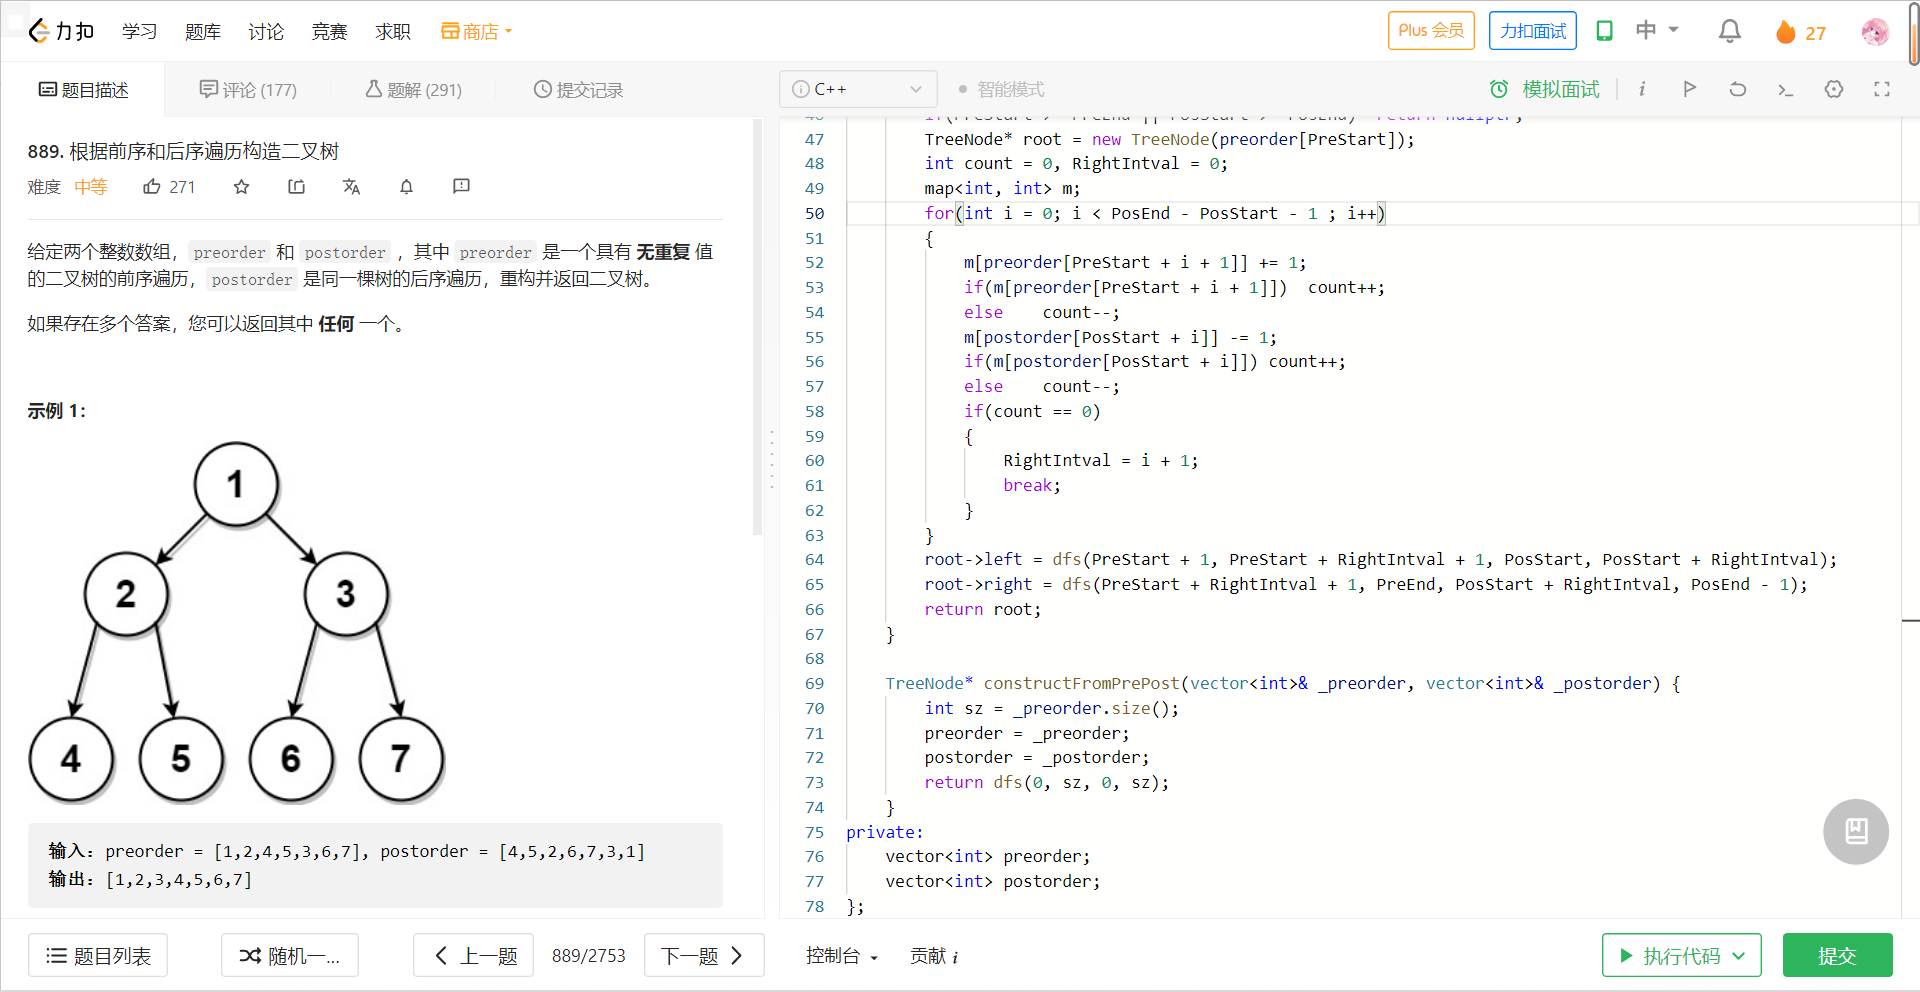 力扣 学习 题库 讨论 竞赛 求职 商店 Plus 会员 力扣面试 中 27
题目描述 评论 (177) 题解 (291) 提交记录
C++ 智能模式 模拟面试
889. 根据前序和后序遍历构造二叉树
难度 中等 271
给定两个整数数组，preorder 和 postorder ，其中 preorder 是一个具有 无重复 值
的二叉树的前序遍历，postorder 是同一棵树的后序遍历，重构并返回二叉树。
如果存在多个答案，您可以返回其中 任何 一个。
示例 1：
1
2 3
4 5 6 7
输入：preorder = [1,2,4,5,3,6,7], postorder = [4,5,2,6,7,3,1]
输出：[1,2,3,4,5,6,7]
47 TreeNode* root = new TreeNode(preorder[PreStart]);
48 int count = 0, RightIntval = 0;
49 map<int, int> m;
50 for(int i = 0; i < PosEnd - PosStart - 1 ; i++)
51 {
52 m[preorder[PreStart + i + 1]] += 1;
53 if(m[preorder[PreStart + i + 1]]) count++;
54 else count--;
55 m[postorder[PosStart + i]] -= 1;
56 if(m[postorder[PosStart + i]]) count++;
57 else count--;
58 if(count == 0)
59 {
60 RightIntval = i + 1;
61 break;
62 }
63 }
64 root->left = dfs(PreStart + 1, PreStart + RightIntval + 1, PosStart, PosStart + RightIntval);
65 root->right = dfs(PreStart + RightIntval + 1, PreEnd, PosStart + RightIntval, PosEnd - 1);
66 return root;
67 }
68
69 TreeNode* constructFromPrePost(vector<int>& _preorder, vector<int>& _postorder) {
70 int sz = _preorder.size();
71 preorder = _preorder;
72 postorder = _postorder;
73 return dfs(0, sz, 0, sz);
74 }
75 private:
76 vector<int> preorder;
77 vector<int> postorder;
78 };
题目列表 随机一... 上一题 889/2753 下一题 控制台 贡献 i 执行代码 提交